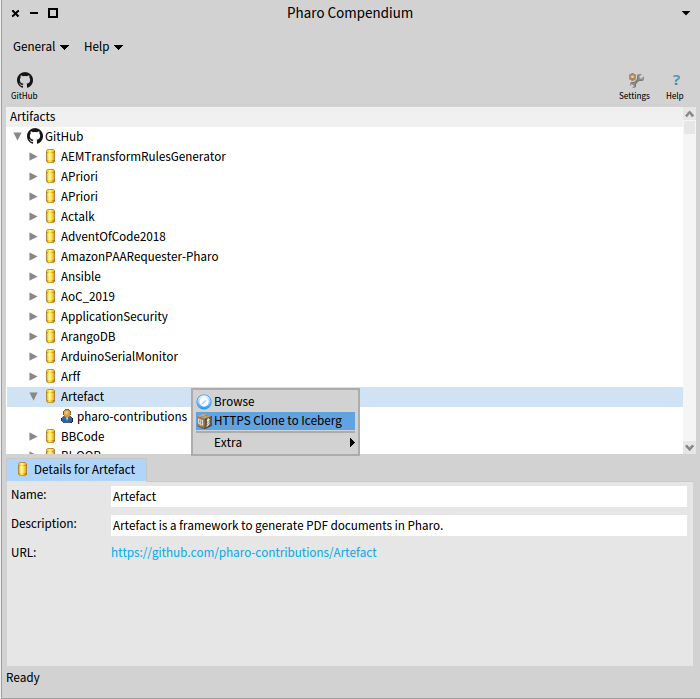 Pharo Compendium
General Help
GitHub Settings Help
Artifacts
GitHub
AEMTransformRulesGenerator
APriori
APriori
Actalk
AdventOfCode2018
AmazonPAARequester-Pharo
Ansible
AoC_2019
ApplicationSecurity
ArangoDB
ArduinoSerialMonitor
Arff
Artefact
Browse
pharo-contributions
HTTPS Clone to Iceberg
BBCode
Extra
Details for Artefact
Name: Artefact
Description: Artefact is a framework to generate PDF documents in Pharo.
URL: https://github.com/pharo-contributions/Artefact
Ready